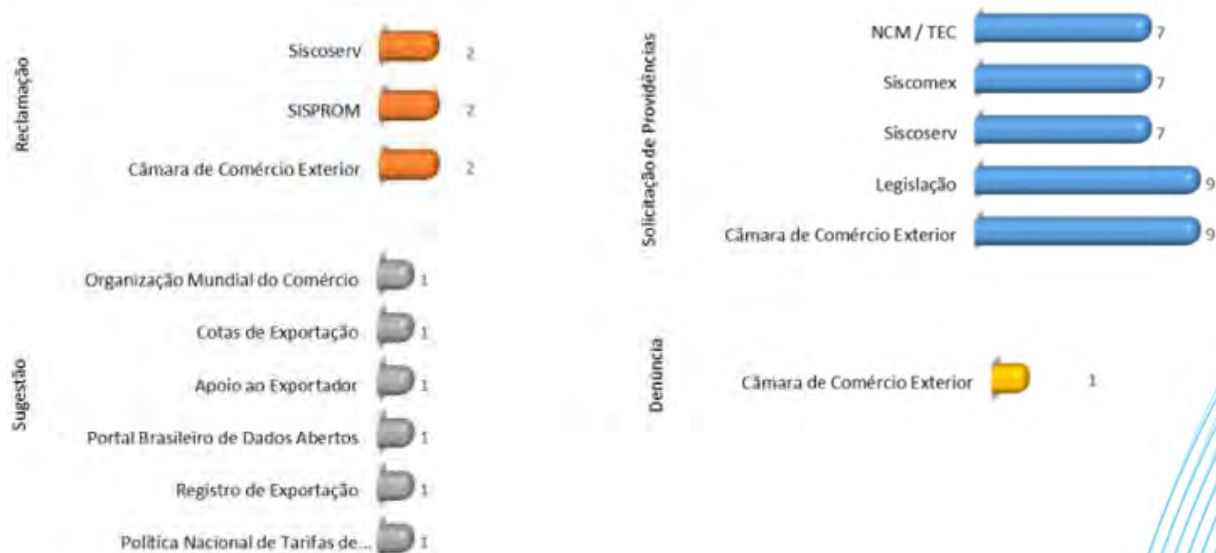 Reclamação
Siscoserv 2
SISPROM 2
Câmara de Comércio Exterior 2
Sugestão
Organização Mundial do Comércio 1
Cotas de Exportação 1
Apoio ao Exportador 1
Portal Brasileiro de Dados Abertos 1
Registro de Exportação 1
Política Nacional de Tarifas de... 1
Solicitação de Providências
NCM / TEC 7
Siscomex 7
Siscoserv 7
Legislação 9
Câmara de Comércio Exterior 9
Denúncia
Câmara de Comércio Exterior 1